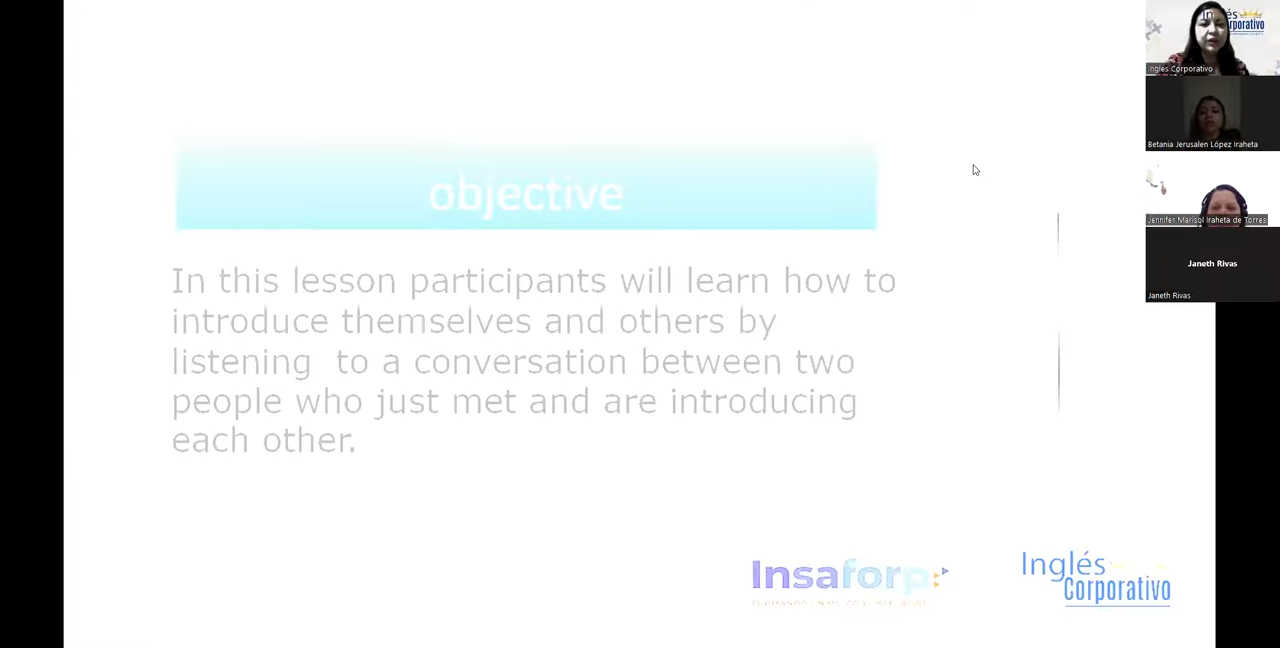 Inglés
Corporativo
Ingles Corporativo
Betania Jerusalen López Iraheta
Jennifer Marisol Iraheta de Torres
Janeth Rivas
Janeth Rivas
objective
In this lesson participants will learn how to
introduce themselves and others by
listening to a conversation between two
people who just met and are introducing
each other.
Insaforp
Inglés
Corporativo